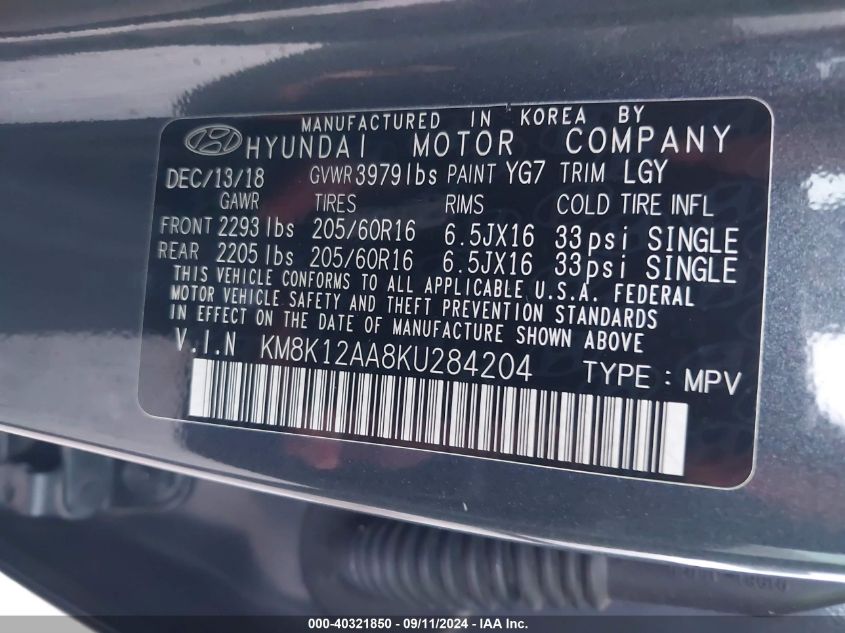 MANUFACTURED IN KOREA BY
HYUNDAI MOTOR COMPANY
DEC/13/18 GVWR 3979 lbs PAINT YG7 TRIM LGY
GAWR TIRES RIMS COLD TIRE INFL
FRONT 2293 lbs 205/60R16 6.5JX16 33psi SINGLE
REAR 2205 lbs 205/60R16 6.5JX16 33psi SINGLE
THIS VEHICLE CONFORMS TO ALL APPLICABLE U.S.A. FEDERAL
MOTOR VEHICLE SAFETY AND THEFT PREVENTION STANDARDS
IN EFFECT ON THE DATE OF MANUFACTURE SHOWN ABOVE
V.I.N KM8K12AA8KU284204 TYPE : MPV
000-40321850 - 09/11/2024 - IAAI Inc.